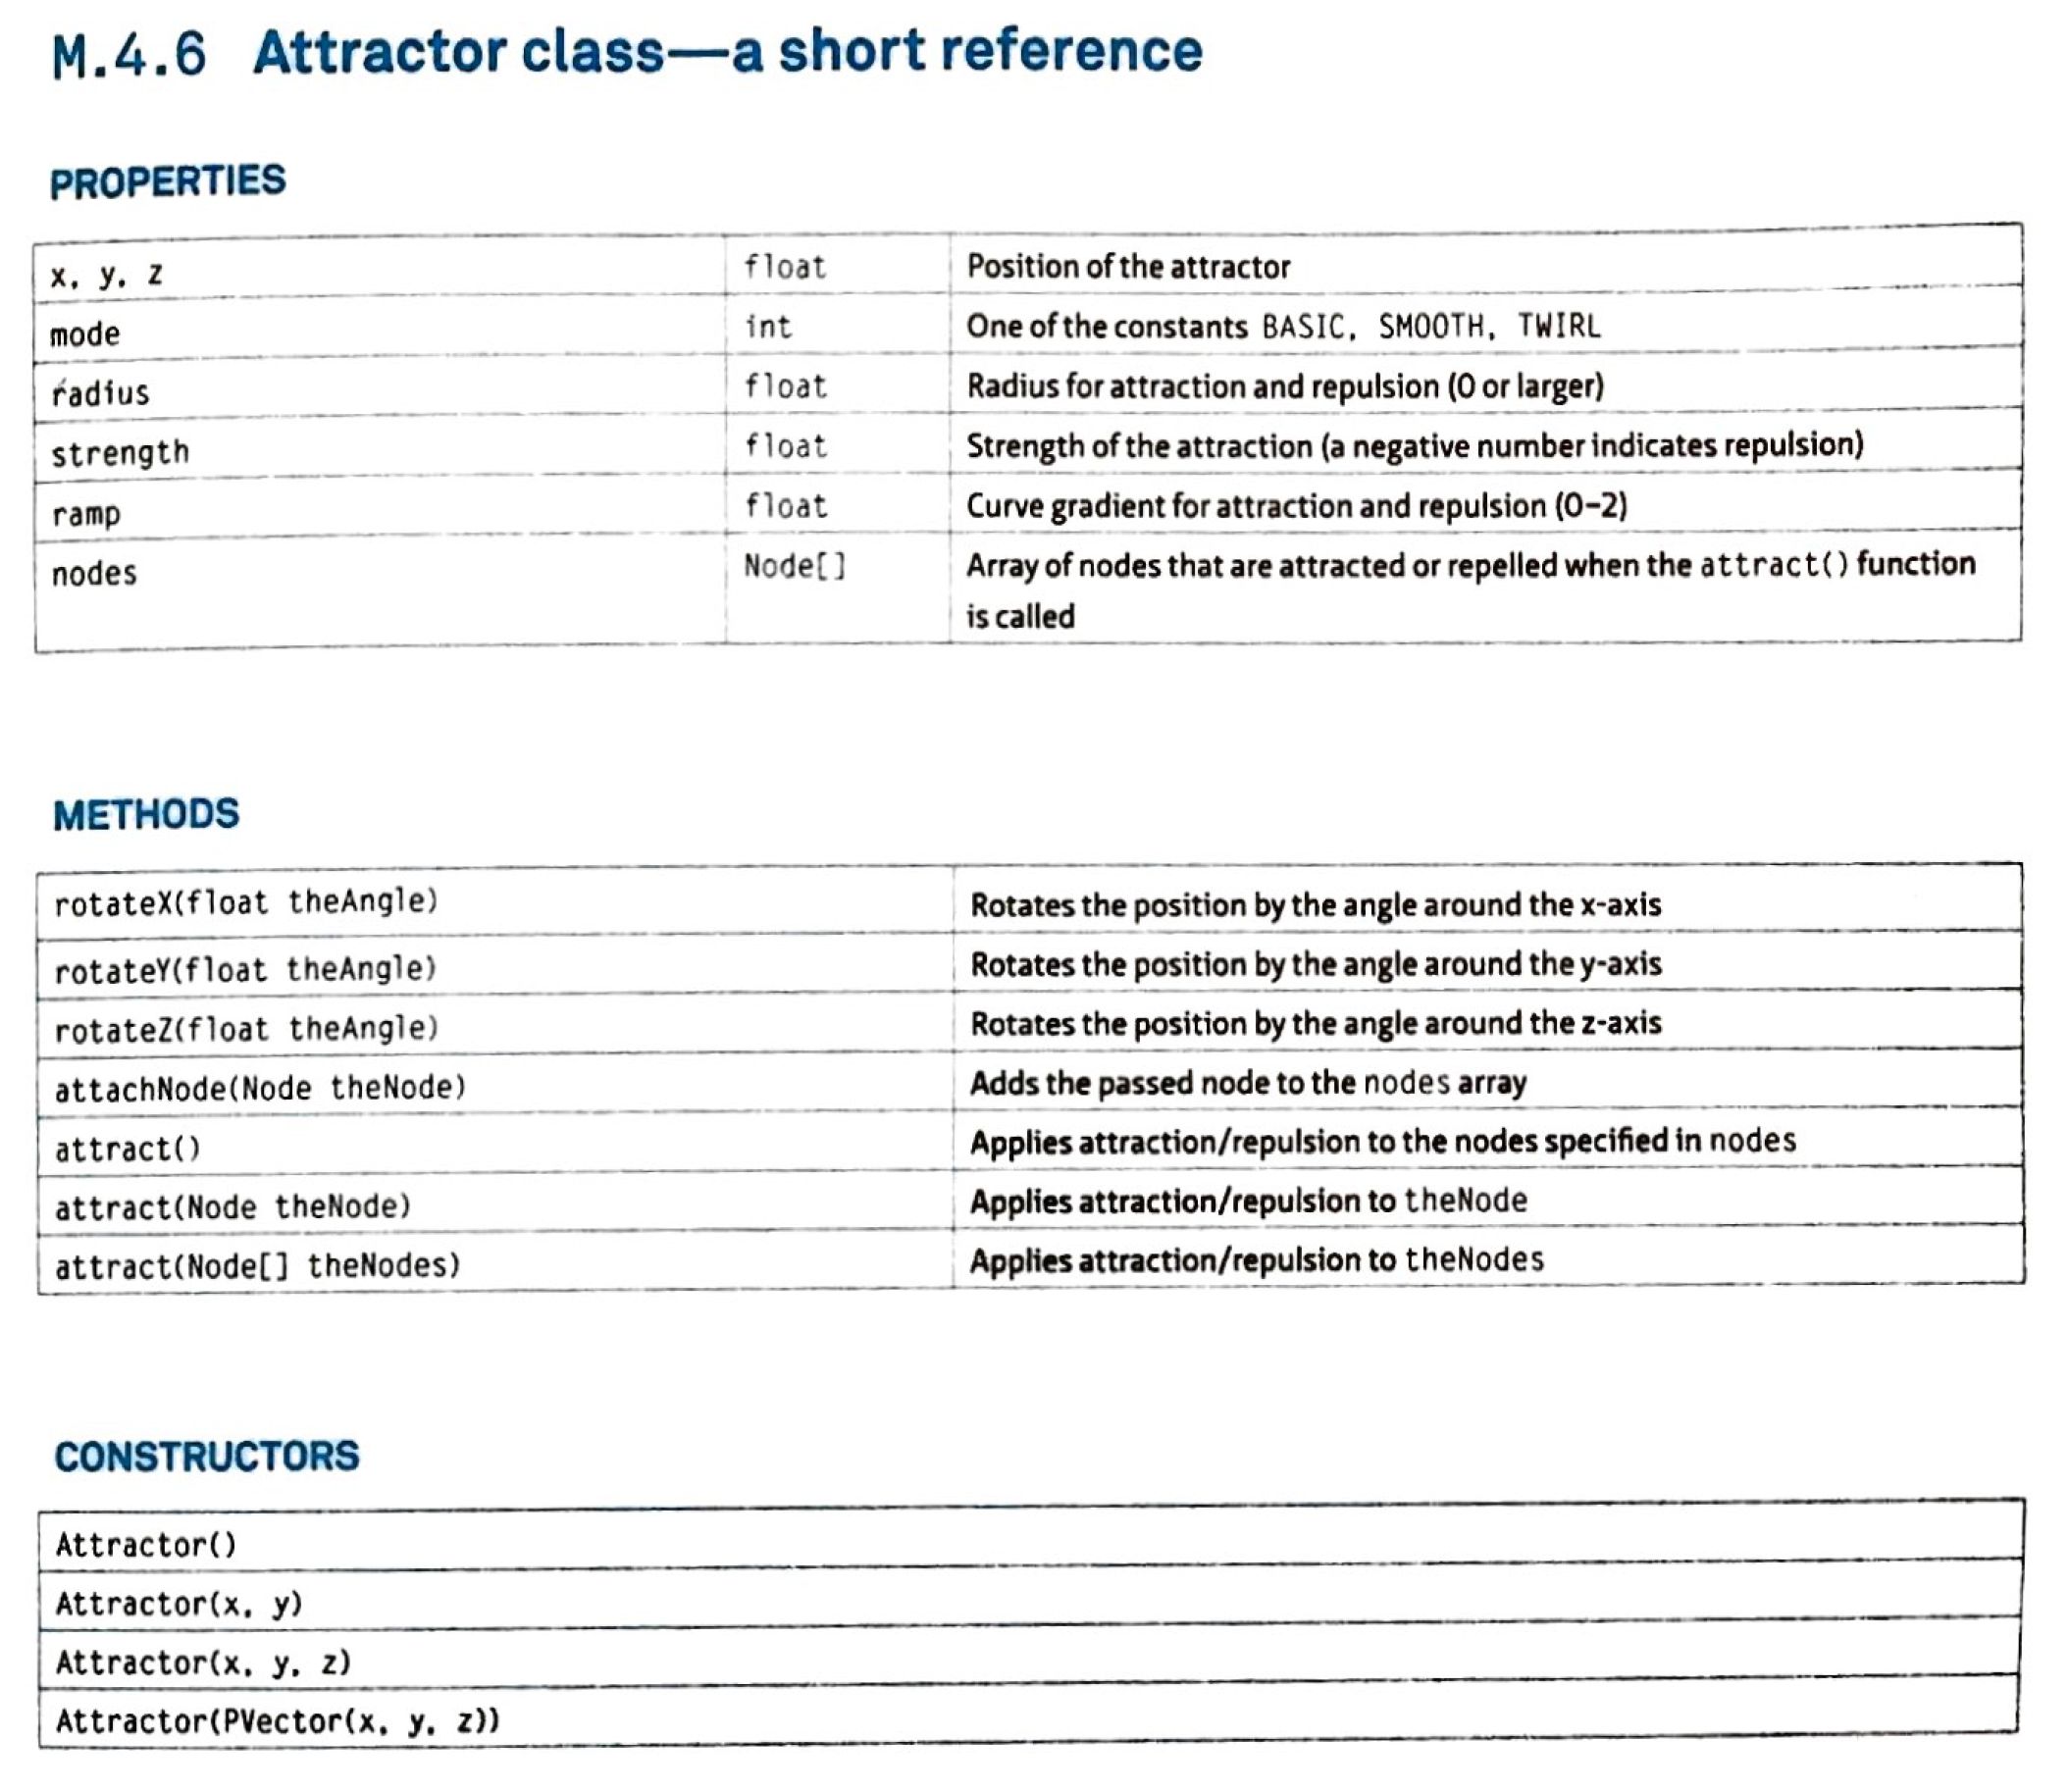 M.4.6 Attractor class—a short reference
PROPERTIES
x, y, z float Position of the attractor
mode int One of the constants BASIC, SMOOTH, TWIRL
radius float Radius for attraction and repulsion (0 or larger)
strength float Strength of the attraction (a negative number indicates repulsion)
ramp float Curve gradient for attraction and repulsion (0–2)
nodes Node[] Array of nodes that are attracted or repelled when the attract() function
is called
METHODS
rotateX(float theAngle) Rotates the position by the angle around the x-axis
rotateY(float theAngle) Rotates the position by the angle around the y-axis
rotateZ(float theAngle) Rotates the position by the angle around the z-axis
attachNode(Node theNode) Adds the passed node to the nodes array
attract() Applies attraction/repulsion to the nodes specified in nodes
attract(Node theNode) Applies attraction/repulsion to theNode
attract(Node[] theNodes) Applies attraction/repulsion to theNodes
CONSTRUCTORS
Attractor()
Attractor(x, y)
Attractor(x, y, z)
Attractor(PVector(x, y, z))